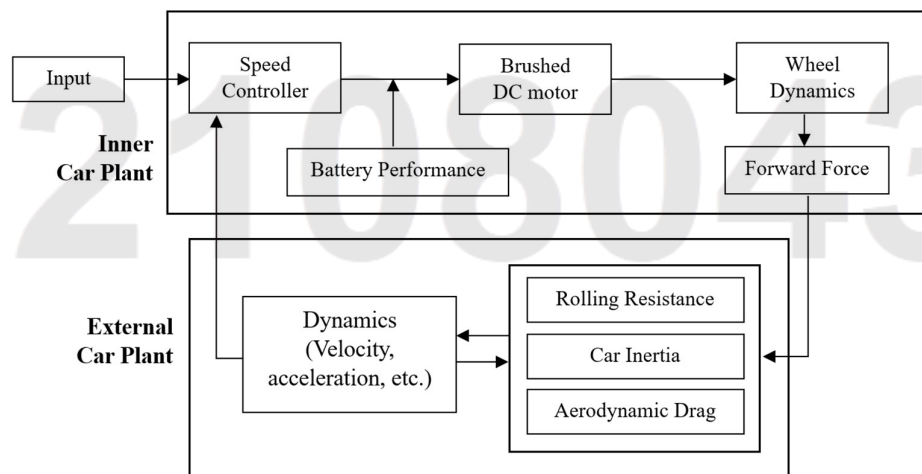 Input
Speed
Controller
Brushed
DC motor
Wheel
Dynamics
Inner
Car Plant
Battery Performance
Forward Force
2108043
External
Car Plant
Dynamics
(Velocity,
acceleration, etc.)
Rolling Resistance
Car Inertia
Aerodynamic Drag